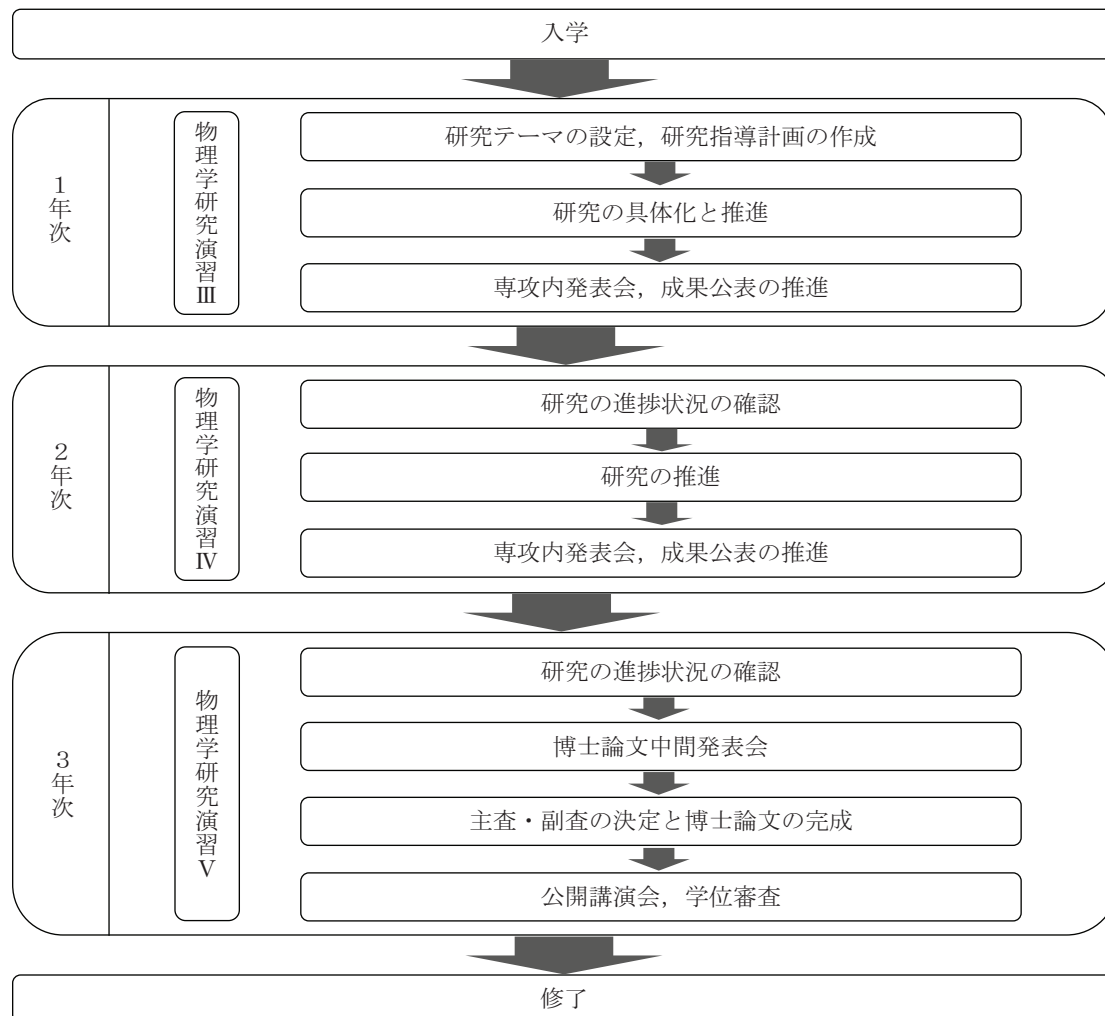 入学
1年次
物理学研究演習Ⅲ
研究テーマの設定，研究指導計画の作成
研究の具体化と推進
専攻内発表会，成果公表の推進
2年次
物理学研究演習Ⅳ
研究の進捗状況の確認
研究の推進
専攻内発表会，成果公表の推進
3年次
物理学研究演習Ⅴ
研究の進捗状況の確認
博士論文中間発表会
主査・副査の決定と博士論文の完成
公開講演会，学位審査
修了